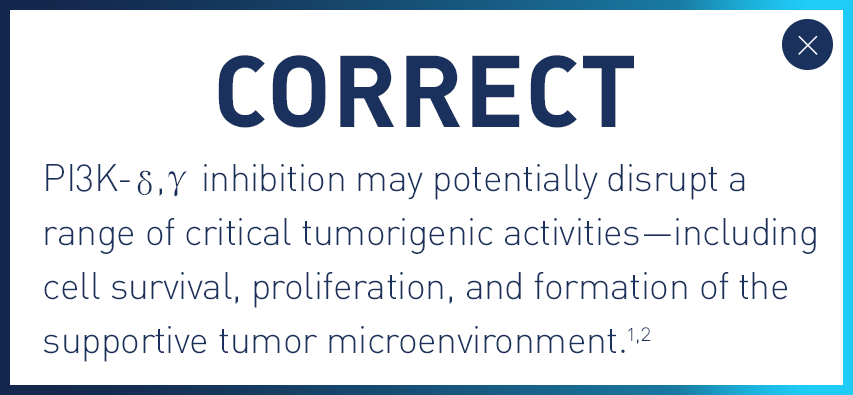 CORRECT
PI3K-δ,γ inhibition may potentially disrupt a
range of critical tumorigenic activities—including
cell survival, proliferation, and formation of the
supportive tumor microenvironment.1,2